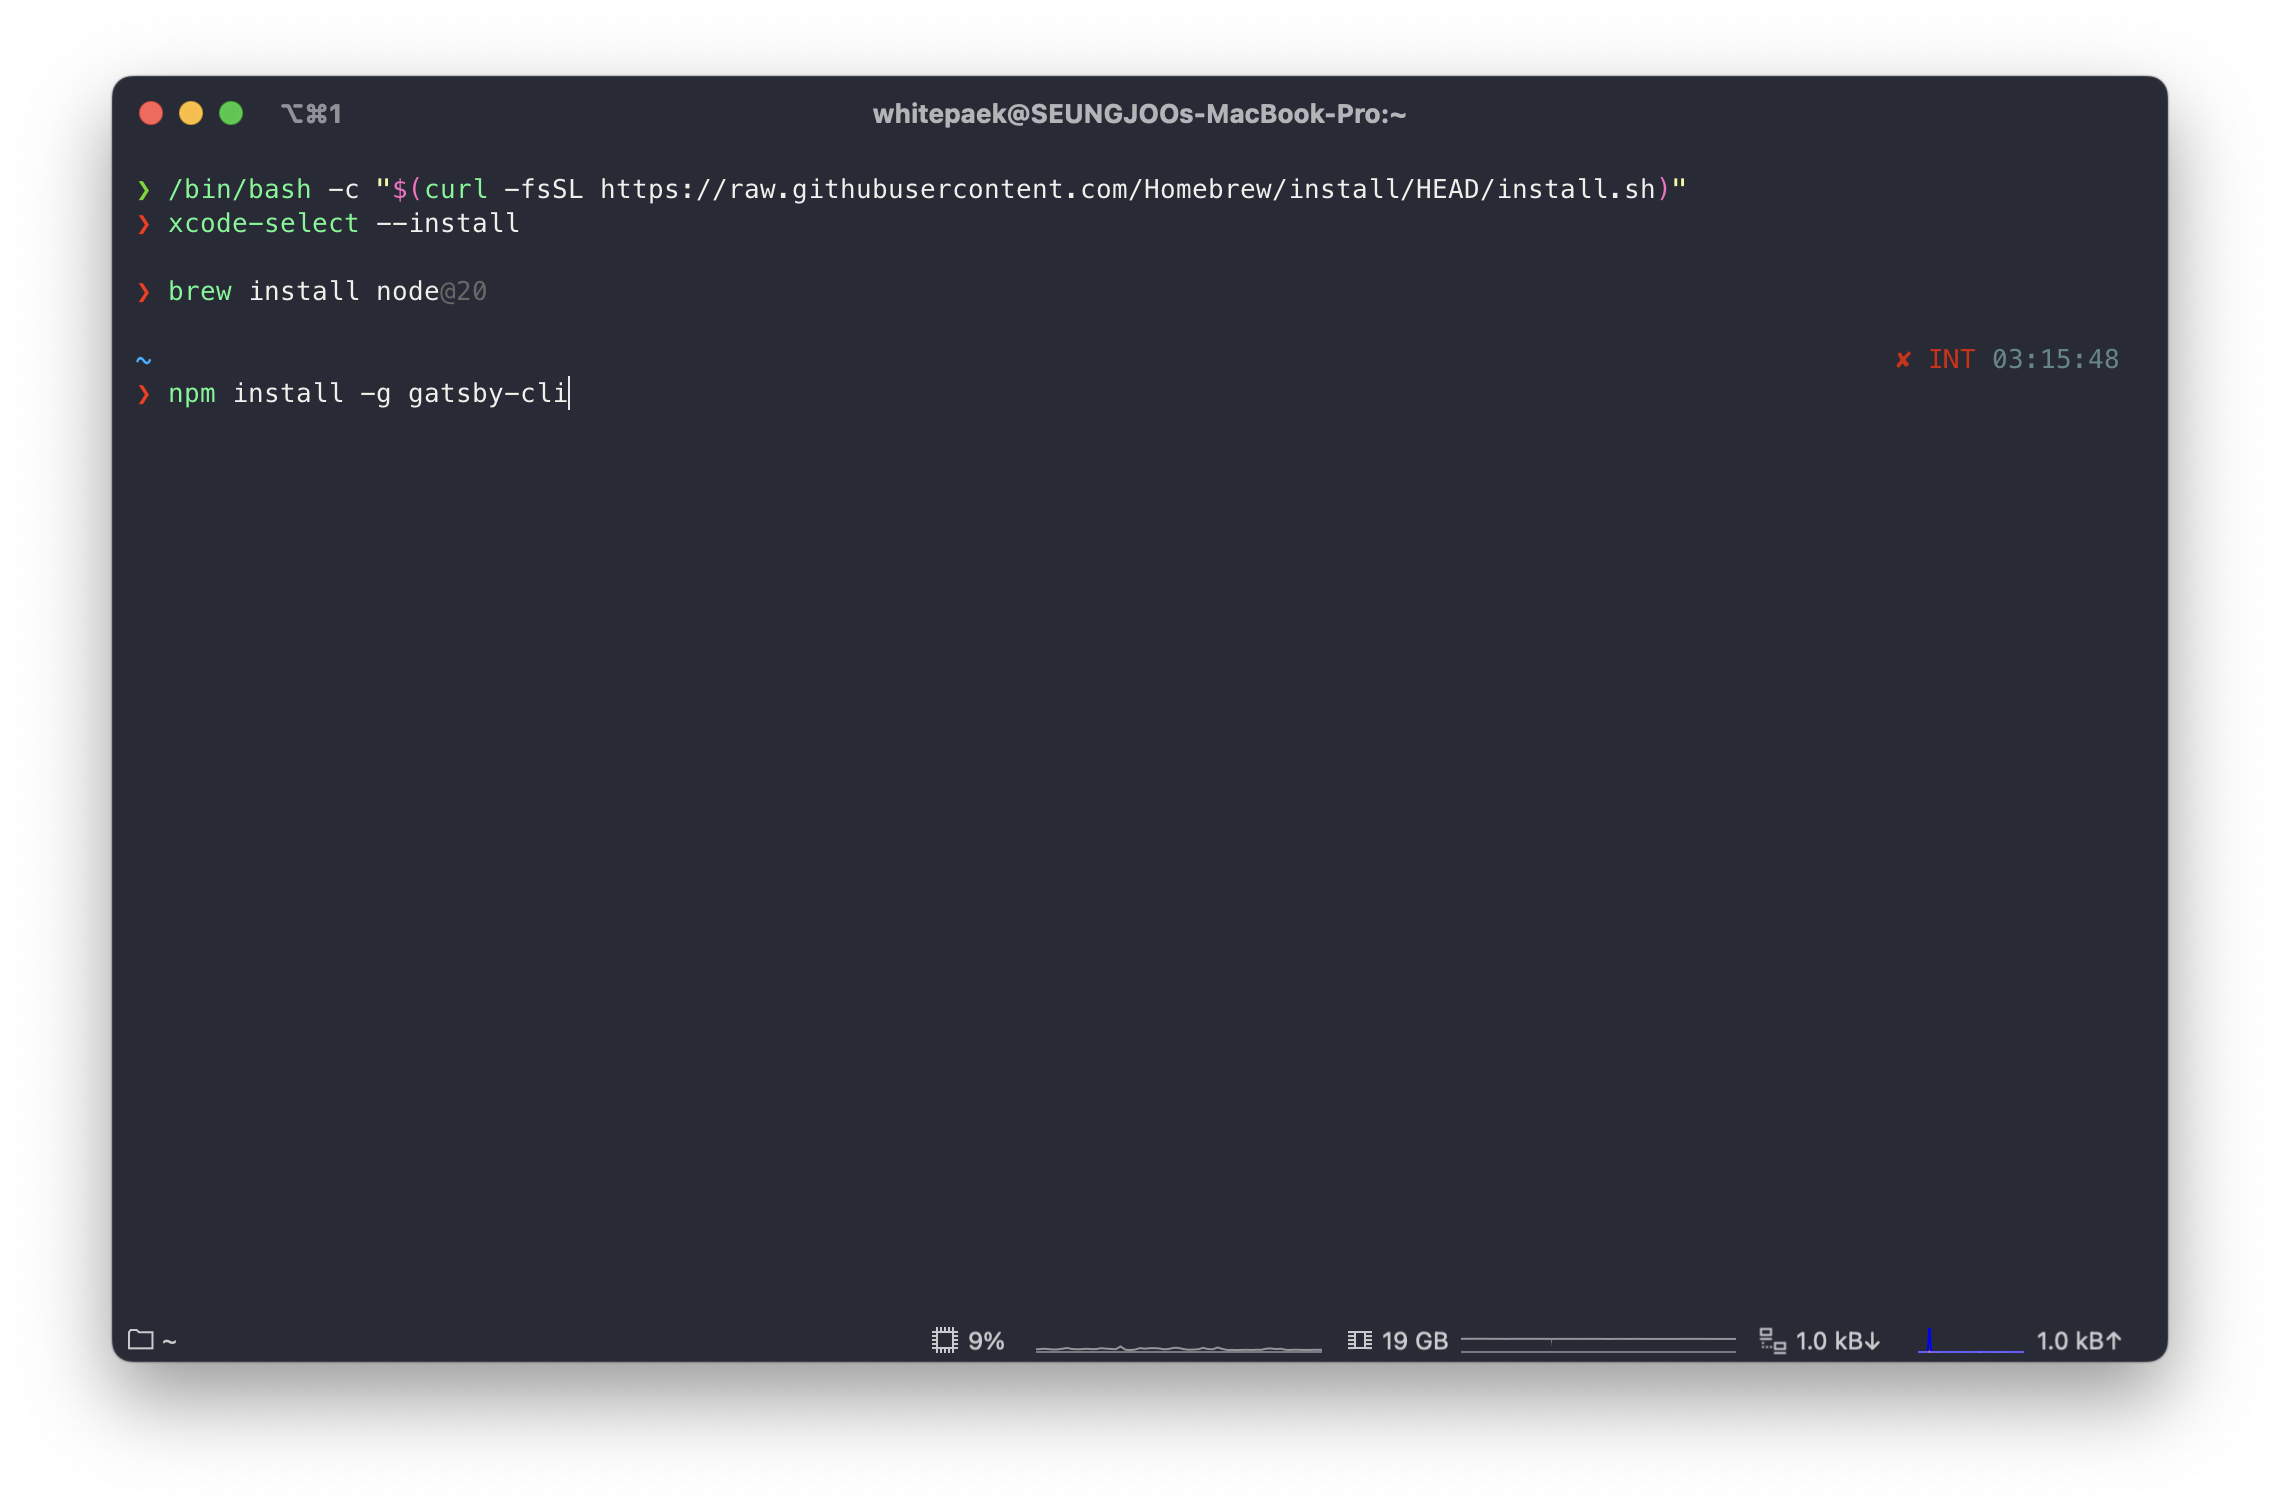 ⌥⌘1
whitepaek@SEUNGJOOs-MacBook-Pro:~
❯ /bin/bash -c "$(curl -fsSL https://raw.githubusercontent.com/Homebrew/install/HEAD/install.sh)"
❯ xcode-select --install
❯ brew install node@20
~ ✘ INT 03:15:48
❯ npm install -g gatsby-cli
~ 9% 19 GB 1.0 kB↓ 1.0 kB↑